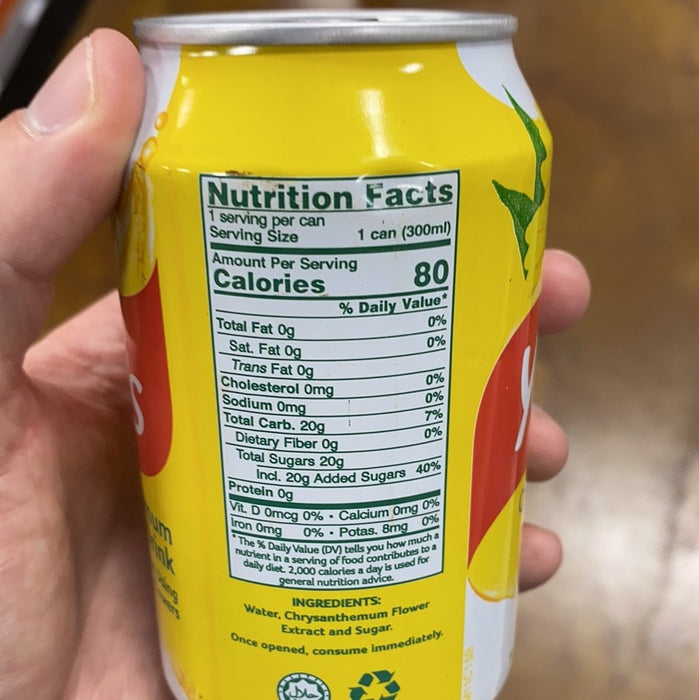 Nutrition Facts
1 serving per can
Serving Size 1 can (300ml)
Amount Per Serving
Calories 80
% Daily Value*
Total Fat 0g 0%
Sat. Fat 0g 0%
Trans Fat 0g
Cholesterol 0mg 0%
Sodium 0mg 0%
Total Carb. 20g 7%
Dietary Fiber 0g 0%
Total Sugars 20g
Incl. 20g Added Sugars 40%
Protein 0g
Vit. D 0mcg 0% • Calcium 0mg 0%
Iron 0mg 0% • Potas. 8mg 0%
*The % Daily Value (DV) tells you how much a
nutrient in a serving of food contributes to a
daily diet. 2,000 calories a day is used for
general nutrition advice.
INGREDIENTS:
Water, Chrysanthemum Flower
Extract and Sugar.
Once opened, consume immediately.